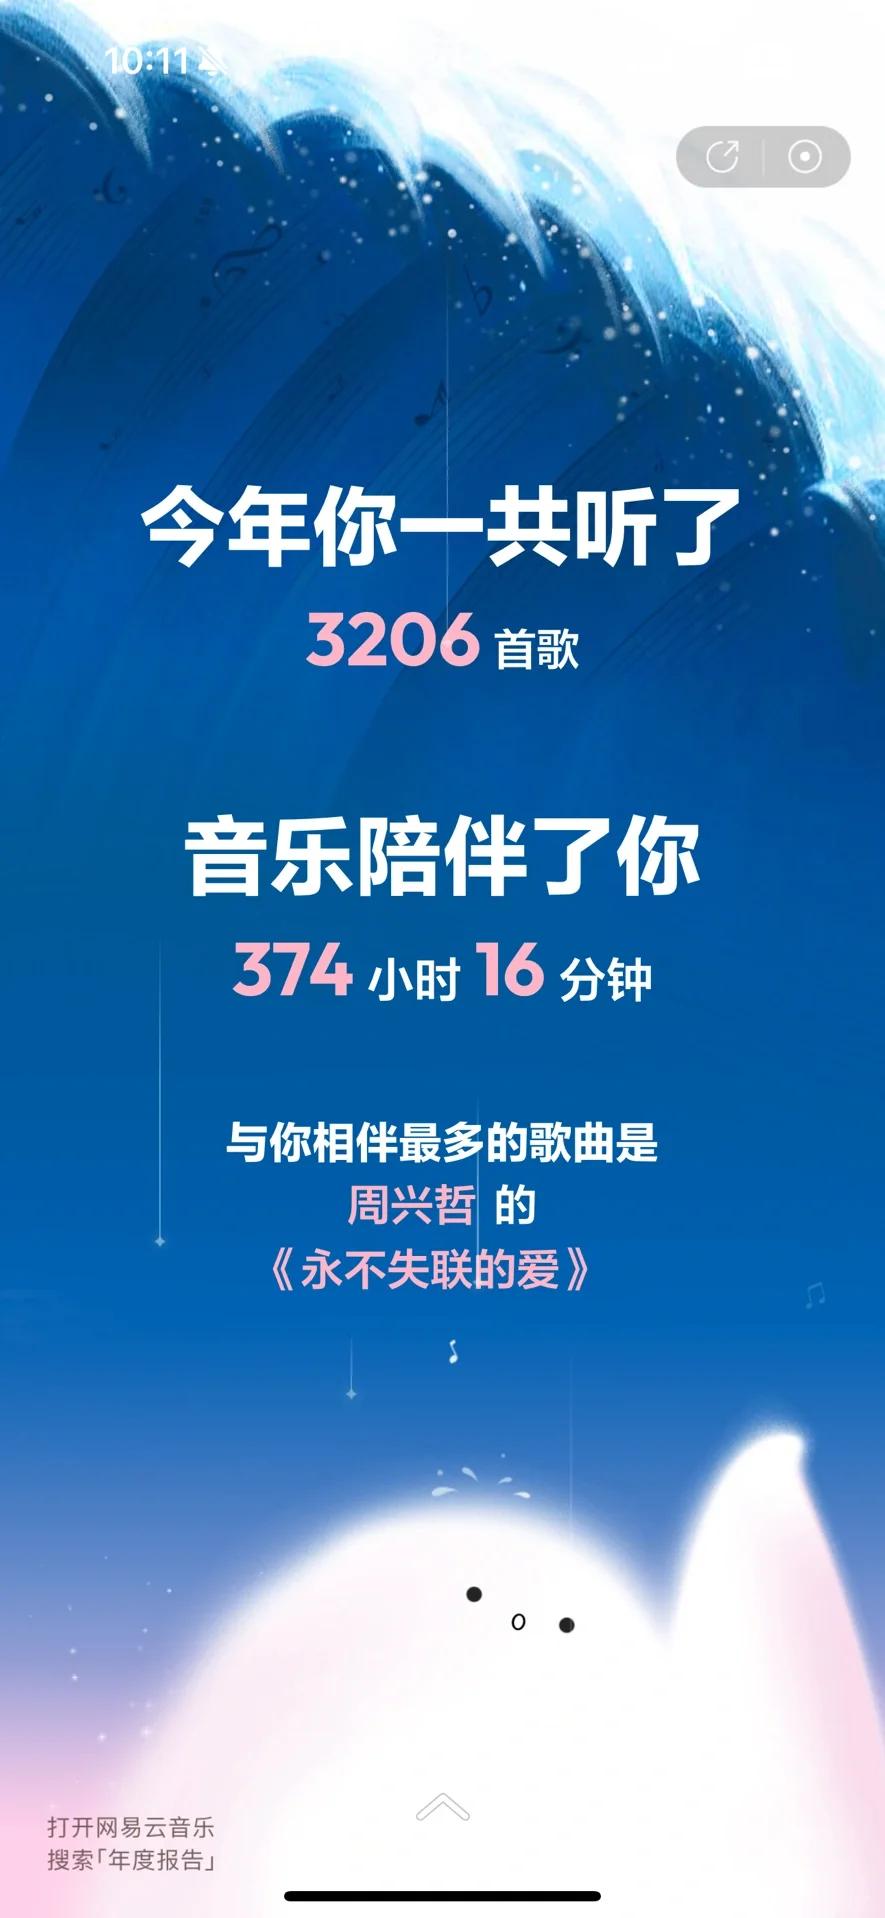 10:11
今年你一共听了
3206 首歌
音乐陪伴了你
374 小时 16 分钟
与你相伴最多的歌曲是
周兴哲 的
《永不失联的爱》
打开网易云音乐
搜索「年度报告」